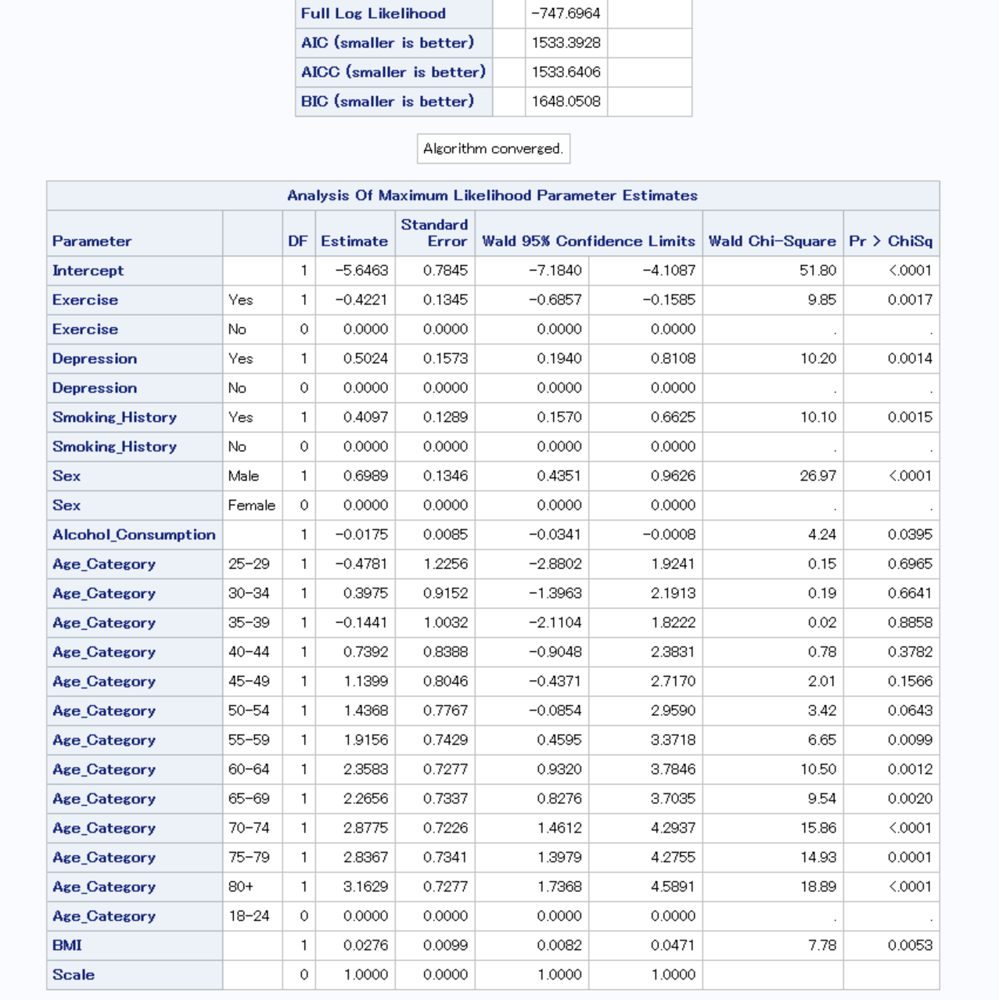 Full Log Likelihood -747.6964
AIC (smaller is better) 1533.3928
AICC (smaller is better) 1533.6406
BIC (smaller is better) 1648.0508
Algorithm converged.
Analysis Of Maximum Likelihood Parameter Estimates
Parameter DF Estimate Standard Error Wald 95% Confidence Limits Wald Chi-Square Pr > ChiSq
Intercept 1 -5.6463 0.7845 -7.1840 -4.1087 51.80 <.0001
Exercise Yes 1 -0.4221 0.1345 -0.6857 -0.1585 9.85 0.0017
Exercise No 0 0.0000 0.0000 0.0000 0.0000 . .
Depression Yes 1 0.5024 0.1573 0.1940 0.8108 10.20 0.0014
Depression No 0 0.0000 0.0000 0.0000 0.0000 . .
Smoking_History Yes 1 0.4097 0.1289 0.1570 0.6625 10.10 0.0015
Smoking_History No 0 0.0000 0.0000 0.0000 0.0000 . .
Sex Male 1 0.6989 0.1346 0.4351 0.9626 26.97 <.0001
Sex Female 0 0.0000 0.0000 0.0000 0.0000 . .
Alcohol_Consumption 1 -0.0175 0.0085 -0.0341 -0.0008 4.24 0.0395
Age_Category 25-29 1 -0.4781 1.2256 -2.8802 1.9241 0.15 0.6965
Age_Category 30-34 1 0.3975 0.9152 -1.3963 2.1913 0.19 0.6641
Age_Category 35-39 1 -0.1441 1.0032 -2.1104 1.8222 0.02 0.8858
Age_Category 40-44 1 0.7392 0.8388 -0.9048 2.3831 0.78 0.3782
Age_Category 45-49 1 1.1399 0.8046 -0.4371 2.7170 2.01 0.1566
Age_Category 50-54 1 1.4368 0.7767 -0.0854 2.9590 3.42 0.0643
Age_Category 55-59 1 1.9156 0.7429 0.4595 3.3718 6.65 0.0099
Age_Category 60-64 1 2.3583 0.7277 0.9320 3.7846 10.50 0.0012
Age_Category 65-69 1 2.2656 0.7337 0.8276 3.7035 9.54 0.0020
Age_Category 70-74 1 2.8775 0.7226 1.4612 4.2937 15.86 <.0001
Age_Category 75-79 1 2.8367 0.7341 1.3979 4.2755 14.93 0.0001
Age_Category 80+ 1 3.1629 0.7277 1.7368 4.5891 18.89 <.0001
Age_Category 18-24 0 0.0000 0.0000 0.0000 0.0000 . .
BMI 1 0.0276 0.0099 0.0082 0.0471 7.78 0.0053
Scale 0 1.0000 0.0000 1.0000 1.0000